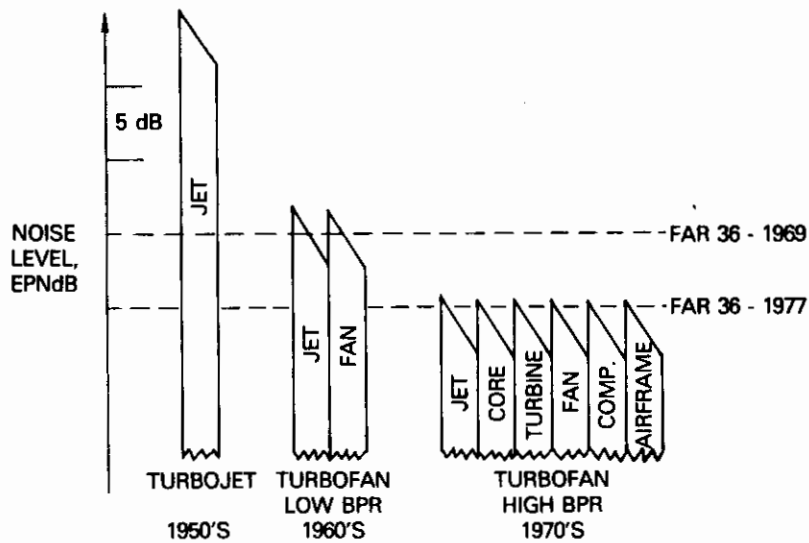 5 dB
NOISE
LEVEL,
EPNdB
JET
JET
FAN
JET
CORE
TURBINE
FAN
COMP.
AIRFRAME
FAR 36 - 1969
FAR 36 - 1977
TURBOJET
1950'S
TURBOFAN
LOW BPR
1960'S
TURBOFAN
HIGH BPR
1970'S